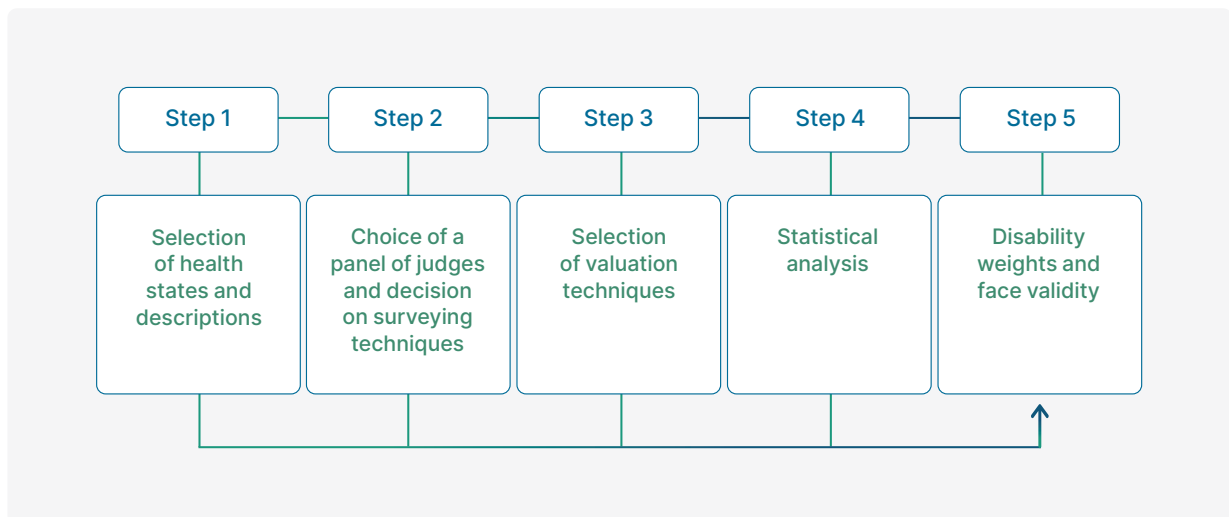 Step 1
Step 2
Step 3
Step 4
Step 5
Selection
of health
states and
descriptions
Choice of a
panel of judges
and decision
on surveying
techniques
Selection
of valuation
techniques
Statistical
analysis
Disability
weights and
face validity